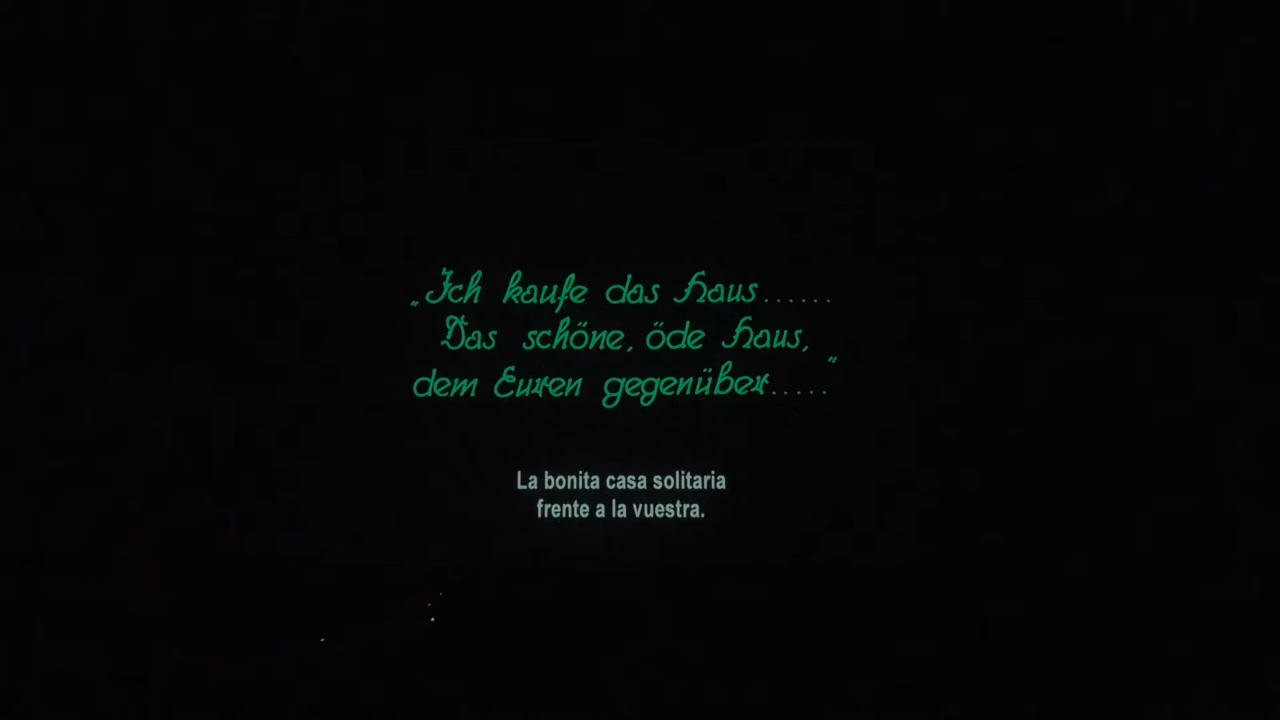 „Ich kaufe das Haus......
Das schöne, öde Haus,
dem Euren gegenüber....."
La bonita casa solitaria
frente a la vuestra.